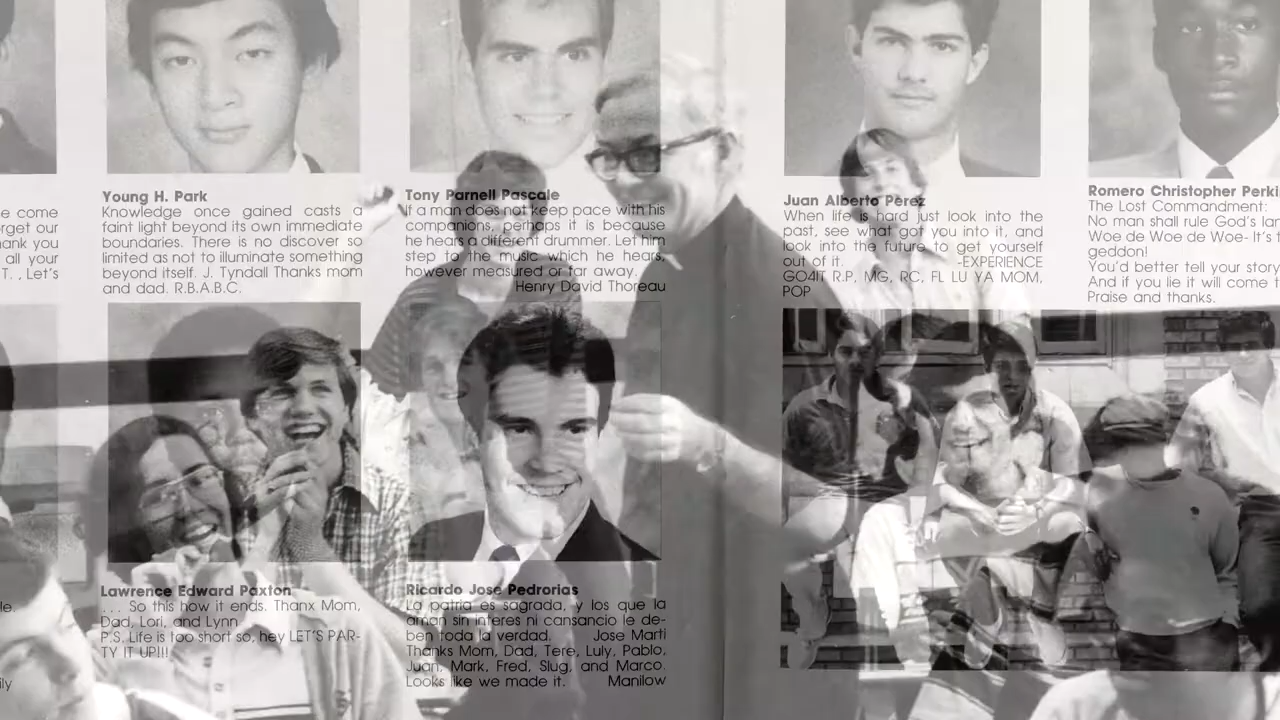 e come
rget our
ank you
all your
T. , Let's
Young H. Park
Knowledge once gained casts a
faint light beyond its own immediate
boundaries. There is no discover so
limited as not to illuminate something
beyond itself. J. Tyndall Thanks mom
and dad. R.B.A.B.C.
Tony Parnell Pascale
If a man does not keep pace with his
companions, perhaps it is because
he hears a different drummer. Let him
step to the music which he hears,
however measured or far away.
Henry David Thoreau
Juan Alberto Perez
When life is hard just look into the
past, see what got you into it, and
look into the future to get yourself
out of it. -EXPERIENCE
GO4IT R.P, MG, RC, FL LU YA MOM,
POP
Romero Christopher Perki
The Lost Commandment:
No man shall rule God's lan
Woe de Woe de Woe- It's t
geddon!
You'd better tell your story
And if you lie it will come t
Praise and thanks.
le.
ily
Lawrence Edward Paxton
. . . So this how it ends. Thanx Mom,
Dad, Lori, and Lynn.
P.S. Life is too short so, hey LET'S PAR-
TY IT UP!!!
Ricardo Jose Pedrorias
La patria es sagrada, y los que la
aman sin interes ni cansancio le de-
ben toda la verdad. Jose Marti
Thanks Mom, Dad, Tere, Luly, Pablo,
Juan, Mark, Fred, Slug, and Marco.
Looks like we made it. Manilow